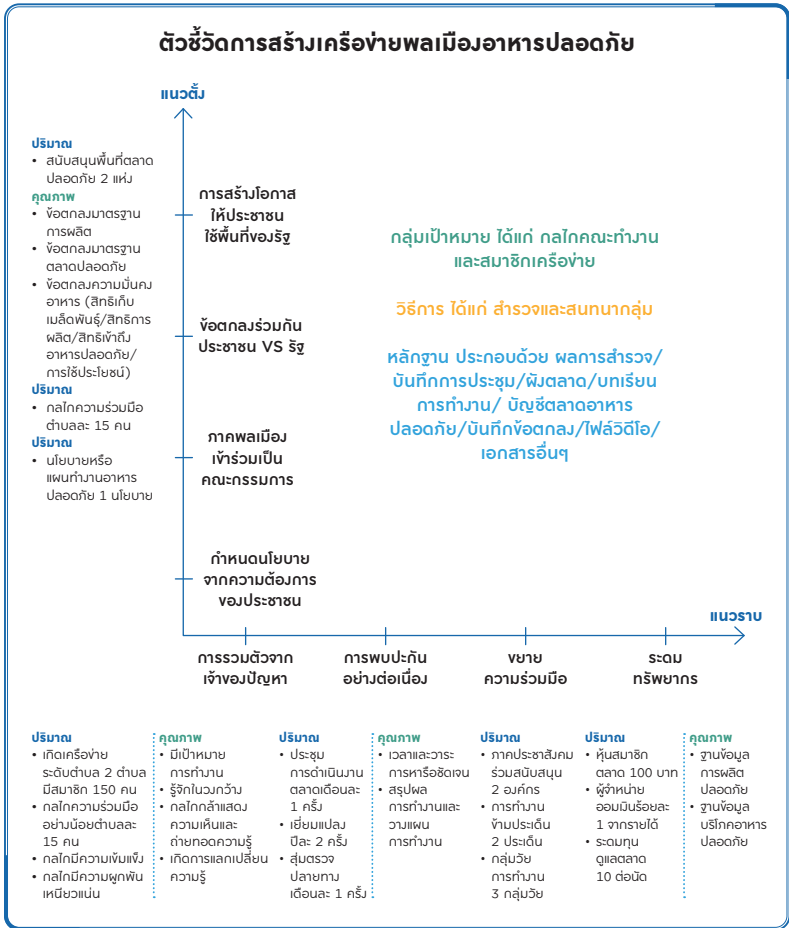 ตัวชี้วัดการสร้างเครือข่ายพลเมืองอาหารปลอดภัย
แนวตั้ง
ปริมาณ
• สนับสนุนพื้นที่ตลาด
ปลอดภัย 2 แห่ง
คุณภาพ
• ข้อตกลงมาตรฐาน
การผลิต
• ข้อตกลงมาตรฐาน
ตลาดปลอดภัย
• ข้อตกลงความมั่นคง
อาหาร (สิทธิเก็บ
เมล็ดพันธุ์/สิทธิการ
ผลิต/สิทธิเข้าถึง
อาหารปลอดภัย/
การใช้ประโยชน์)
ปริมาณ
• กลไกความร่วมมือ
ตำบลละ 15 คน
ปริมาณ
• นโยบายหรือ
แผนทำงานอาหาร
ปลอดภัย 1 นโยบาย
การสร้างโอกาส
ให้ประชาชน
ใช้พื้นที่ของรัฐ
ข้อตกลงร่วมกัน
ประชาชน VS รัฐ
ภาคพลเมือง
เข้าร่วมเป็น
คณะกรรมการ
กำหนดนโยบาย
จากความต้องการ
ของประชาชน
กลุ่มเป้าหมาย ได้แก่ กลไกคณะทำงาน
และสมาชิกเครือข่าย
วิธีการ ได้แก่ สำรวจและสนทนากลุ่ม
หลักฐาน ประกอบด้วย ผลการสำรวจ/
บันทึกการประชุม/ผังตลาด/บทเรียน
การทำงาน/ บัญชีตลาดอาหาร
ปลอดภัย/บันทึกข้อตกลง/ไฟล์วิดีโอ/
เอกสารอื่นๆ
แนวราบ
การรวมตัวจาก
เจ้าของปัญหา
การพบปะกัน
อย่างต่อเนื่อง
ขยาย
ความร่วมมือ
ระดม
ทรัพยากร
ปริมาณ
• เกิดเครือข่าย
ระดับตำบล 2 ตำบล
มีสมาชิก 150 คน
• กลไกความร่วมมือ
อย่างน้อยตำบลละ
15 คน
• กลไกมีความเข้มแข็ง
• กลไกมีความผูกพัน
เหนียวแน่น
คุณภาพ
• มีเป้าหมาย
การทำงาน
• รู้จักในวงกว้าง
• กลไกกล้าแสดง
ความเห็นและ
ถ่ายทอดความรู้
• เกิดการแลกเปลี่ยน
ความรู้
ปริมาณ
• ประชุม
การดำเนินงาน
ตลาดเดือนละ
1 ครั้ง
• เยี่ยมแปลง
ปีละ 2 ครั้ง
• สุ่มตรวจ
ปลายทาง
เดือนละ 1 ครั้ง
คุณภาพ
• เวลาและวาระ
การหารือชัดเจน
• สรุปผล
การทำงานและ
วางแผน
การทำงาน
ปริมาณ
• ภาคประชาสังคม
ร่วมสนับสนุน
2 องค์กร
• การทำงาน
ข้ามประเด็น
2 ประเด็น
• กลุ่มวัย
การทำงาน
3 กลุ่มวัย
ปริมาณ
• หุ้นสมาชิก
ตลาด 100 บาท
• ผู้จำหน่าย
ออมเงินร้อยละ
1 จากรายได้
• ระดมทุน
ดูแลตลาด
10 ต่อนัด
คุณภาพ
• ฐานข้อมูล
การผลิต
ปลอดภัย
• ฐานข้อมูล
บริโภคอาหาร
ปลอดภัย